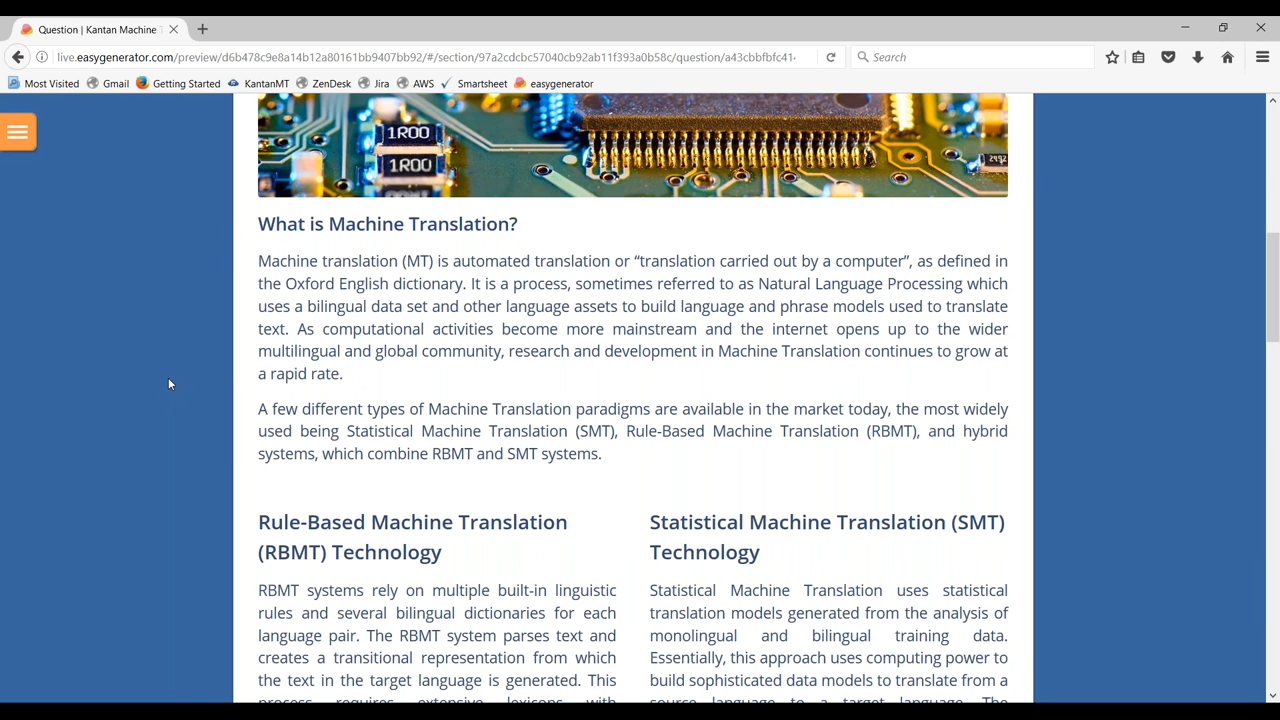 Question | Kantan Machine T
live.easygenerator.com/preview/d6b478c9e8a14b12a80161bb9407bb92/#/section/97a2cdcbc57040cb92ab11f393a0b58c/question/a43cbbfbfc41
Search
Most Visited Gmail Getting Started KantanMT ZenDesk Jira AWS Smartsheet easygenerator
1R00
1R00
2492
What is Machine Translation?
Machine translation (MT) is automated translation or “translation carried out by a computer”, as defined in
the Oxford English dictionary. It is a process, sometimes referred to as Natural Language Processing which
uses a bilingual data set and other language assets to build language and phrase models used to translate
text. As computational activities become more mainstream and the internet opens up to the wider
multilingual and global community, research and development in Machine Translation continues to grow at
a rapid rate.
A few different types of Machine Translation paradigms are available in the market today, the most widely
used being Statistical Machine Translation (SMT), Rule-Based Machine Translation (RBMT), and hybrid
systems, which combine RBMT and SMT systems.
Rule-Based Machine Translation
(RBMT) Technology
RBMT systems rely on multiple built-in linguistic
rules and several bilingual dictionaries for each
language pair. The RBMT system parses text and
creates a transitional representation from which
the text in the target language is generated. This
process requires extensive lexicons with
Statistical Machine Translation (SMT)
Technology
Statistical Machine Translation uses statistical
translation models generated from the analysis of
monolingual and bilingual training data.
Essentially, this approach uses computing power to
build sophisticated data models to translate from a
source language to a target language. The